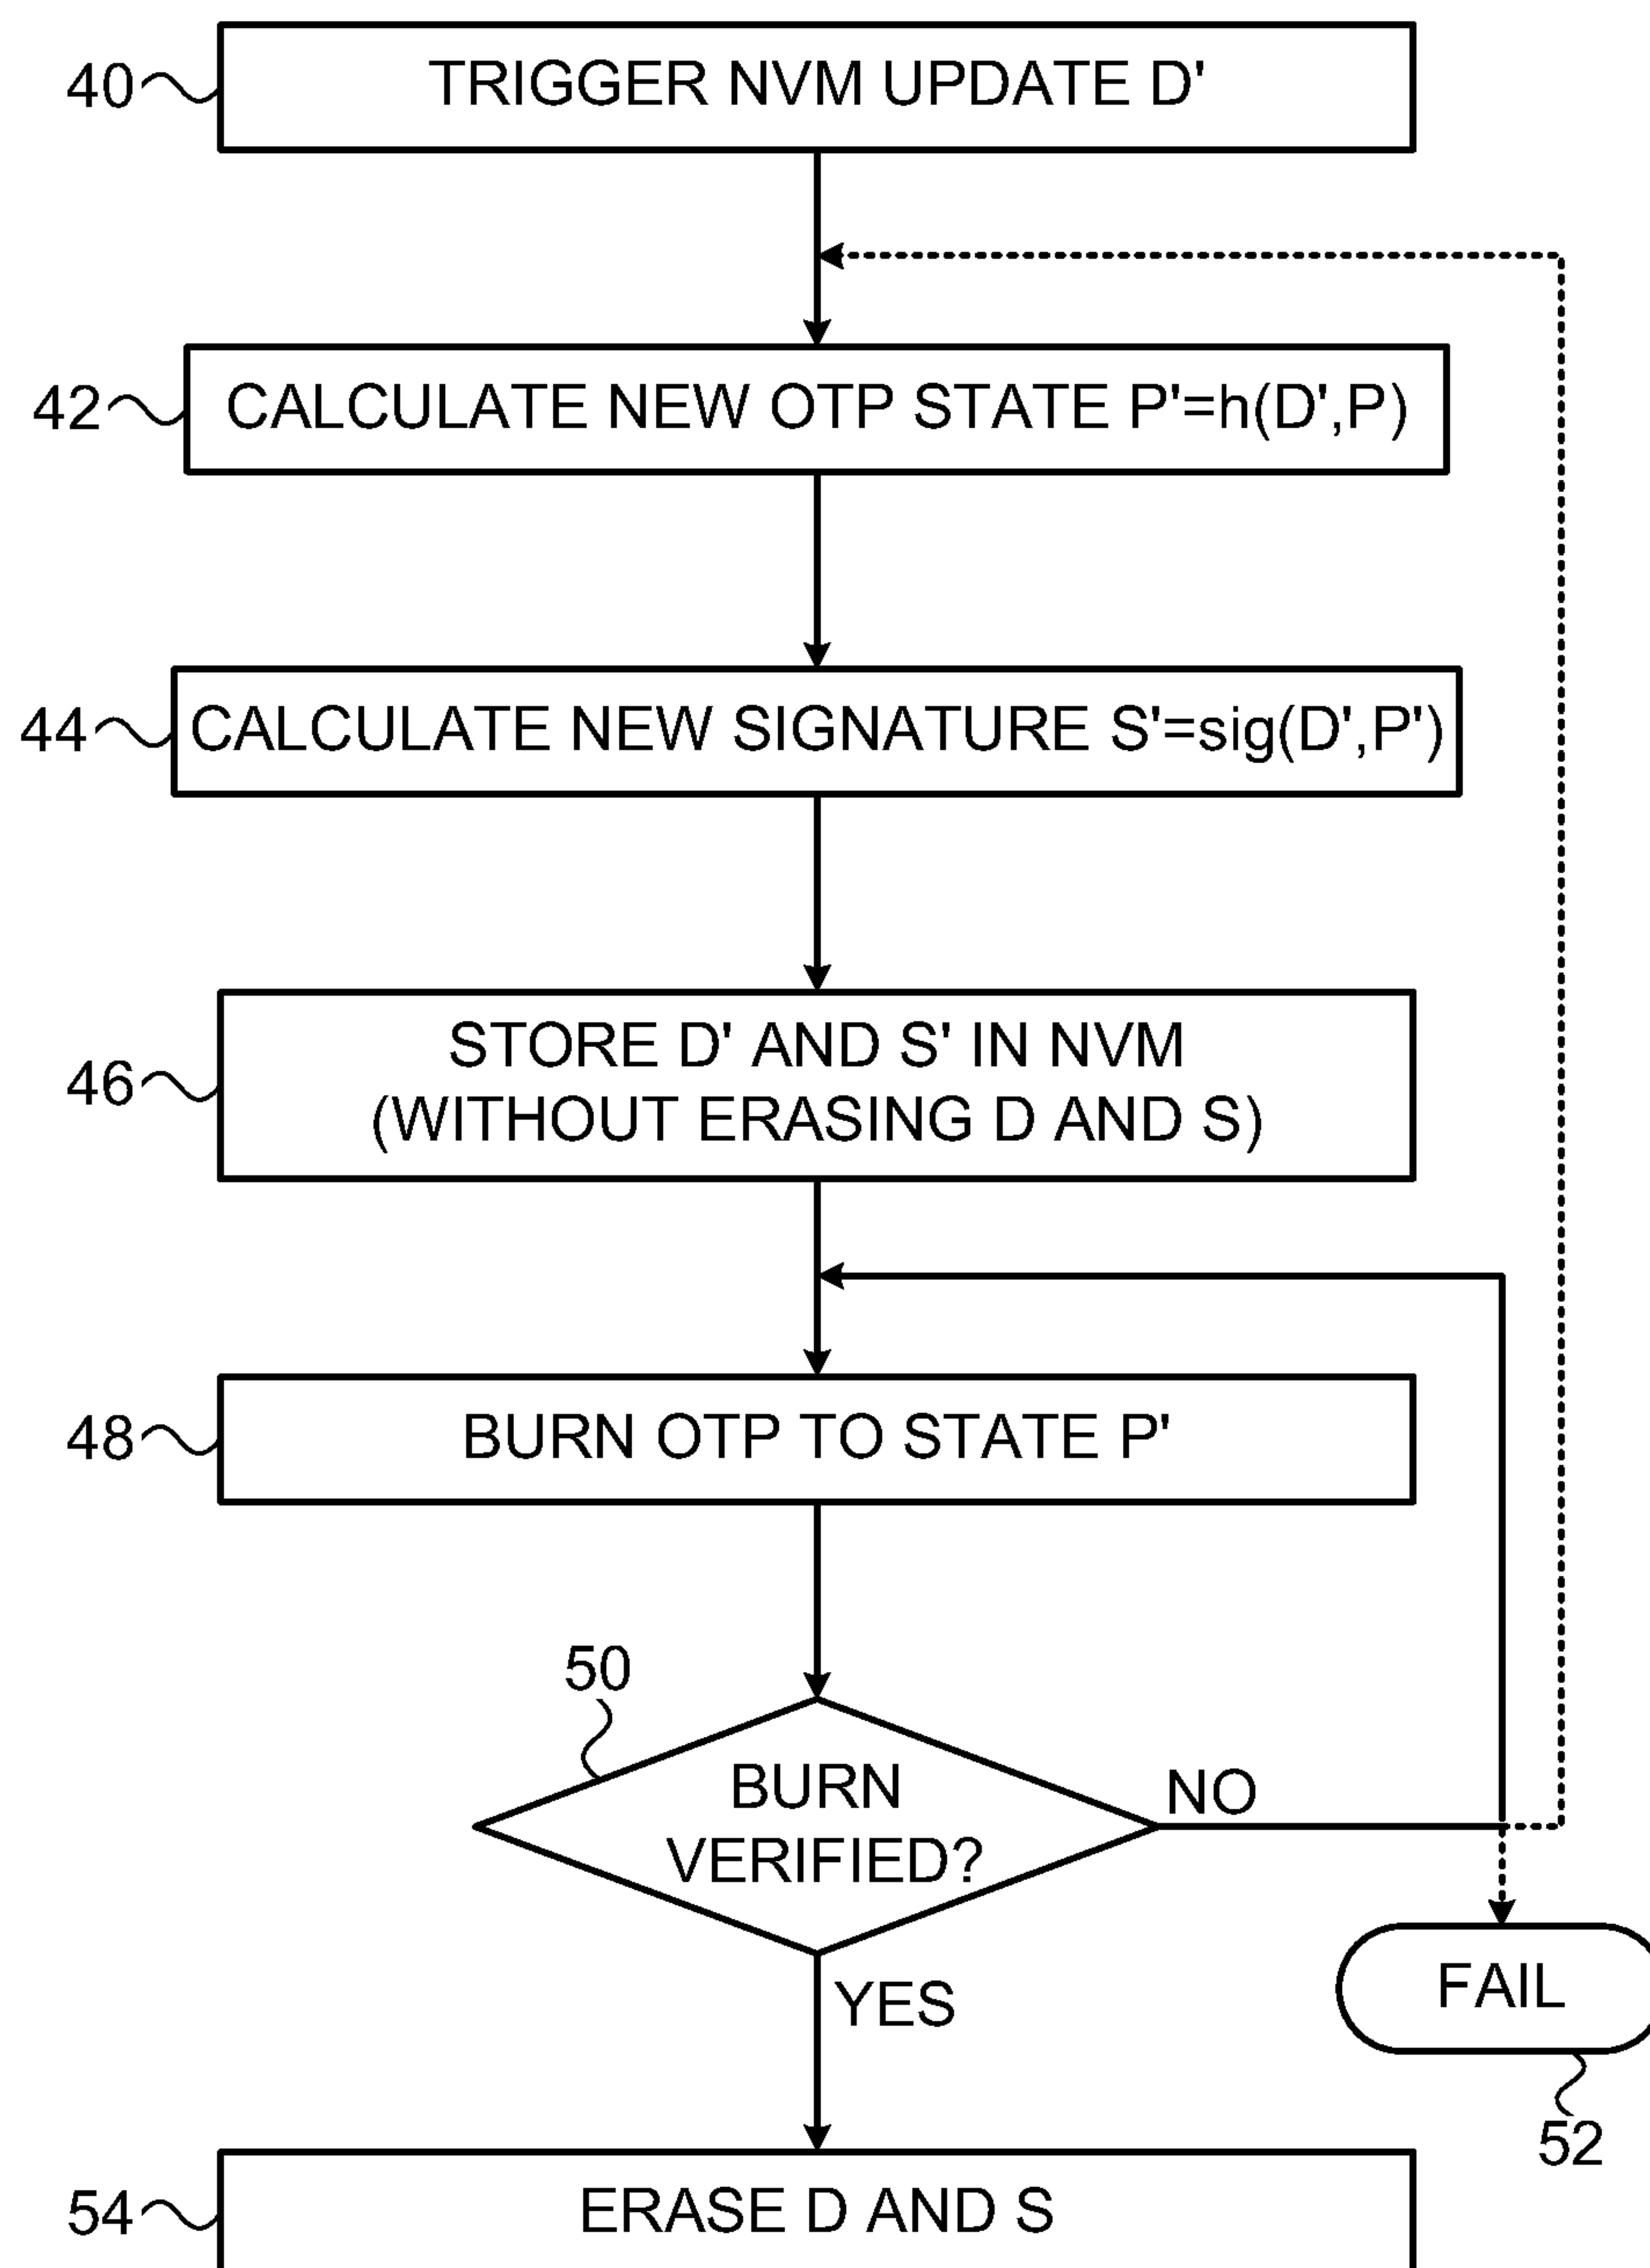 40
TRIGGER NVM UPDATE D'
42
CALCULATE NEW OTP STATE P'=h(D',P)
44
CALCULATE NEW SIGNATURE S'=sig(D',P')
46
STORE D' AND S' IN NVM
(WITHOUT ERASING D AND S)
48
BURN OTP TO STATE P'
50
BURN
VERIFIED?
NO
YES
FAIL
52
54
ERASE D AND S